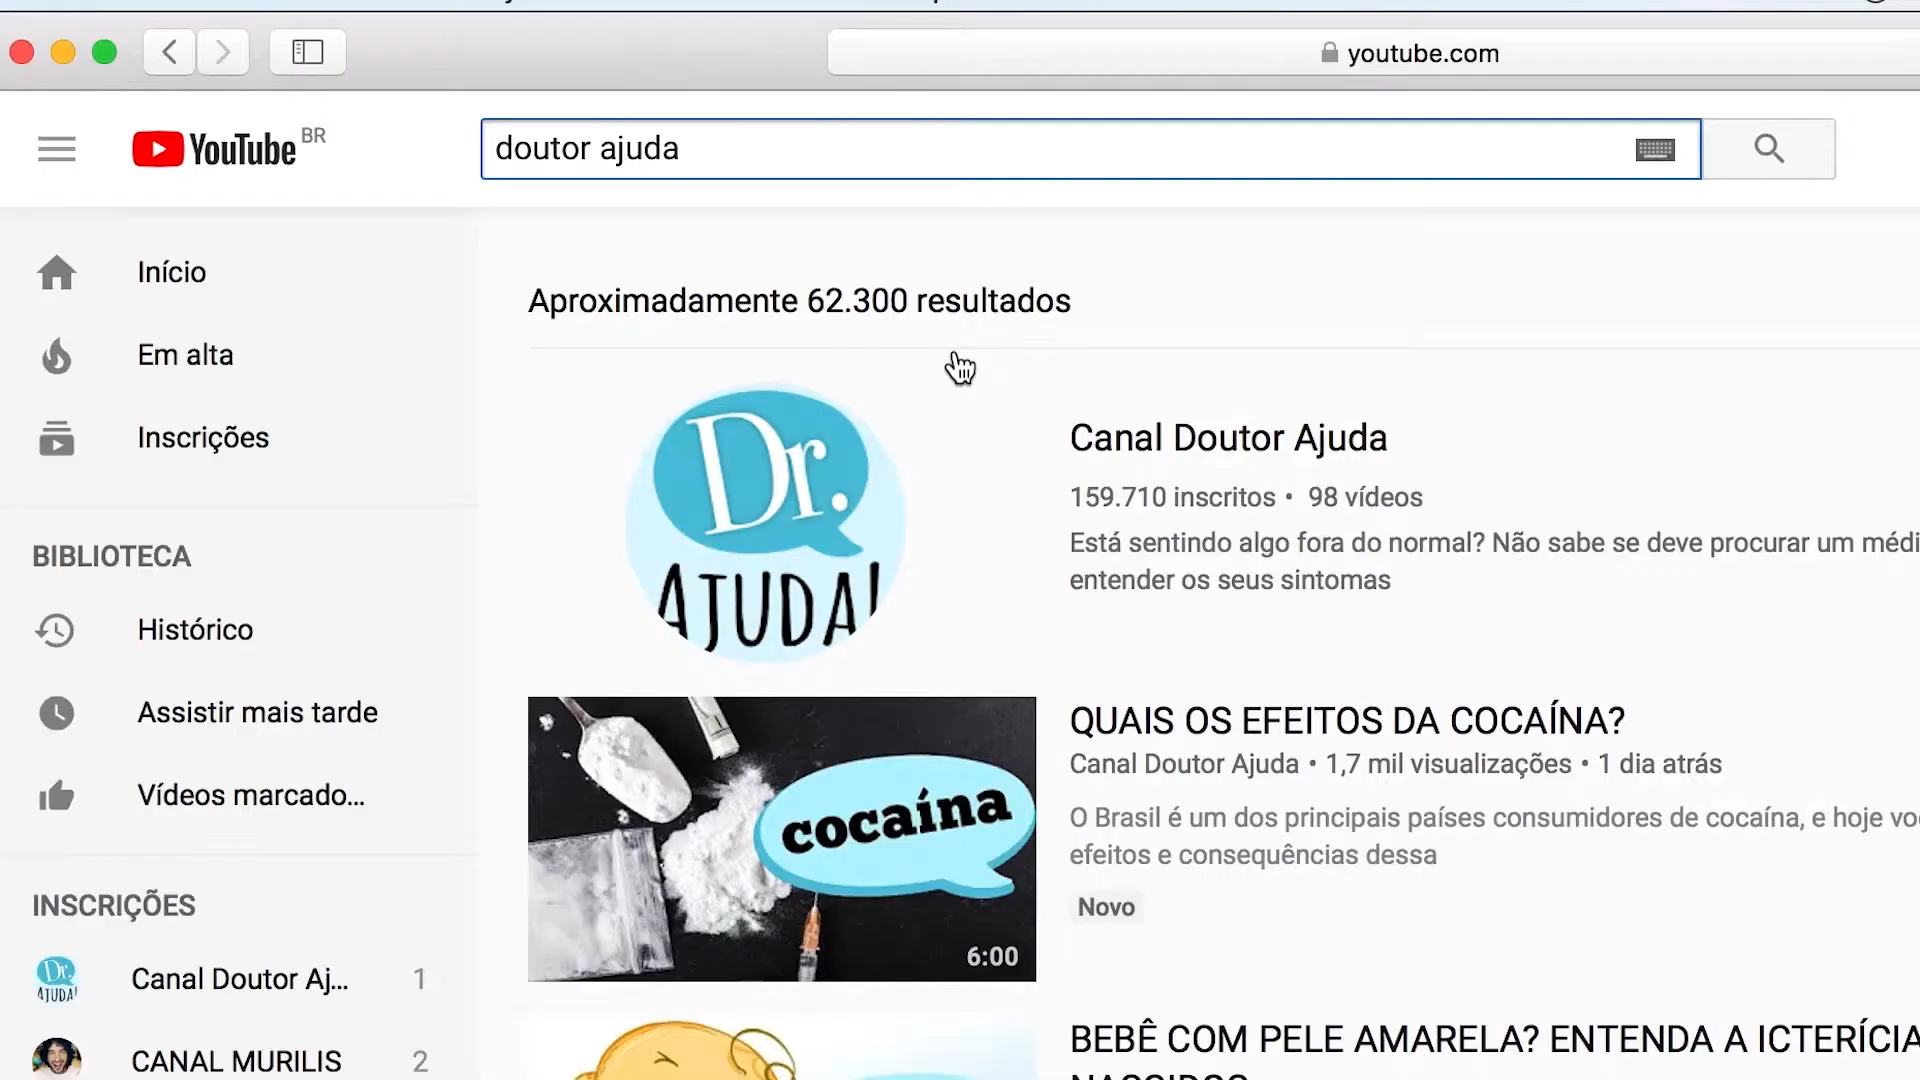 youtube.com
YouTube BR
doutor ajuda
Início
Em alta
Inscrições
BIBLIOTECA
Histórico
Assistir mais tarde
Vídeos marcado...
INSCRIÇÕES
Canal Doutor Aj... 1
CANAL MURILIS 2
Aproximadamente 62.300 resultados
Dr.
AJUDA!
Canal Doutor Ajuda
159.710 inscritos • 98 vídeos
Está sentindo algo fora do normal? Não sabe se deve procurar um médi
entender os seus sintomas
cocaína
6:00
QUAIS OS EFEITOS DA COCAÍNA?
Canal Doutor Ajuda • 1,7 mil visualizações • 1 dia atrás
O Brasil é um dos principais países consumidores de cocaína, e hoje vo
efeitos e consequências dessa
Novo
BEBÊ COM PELE AMARELA? ENTENDA A ICTERÍCIA